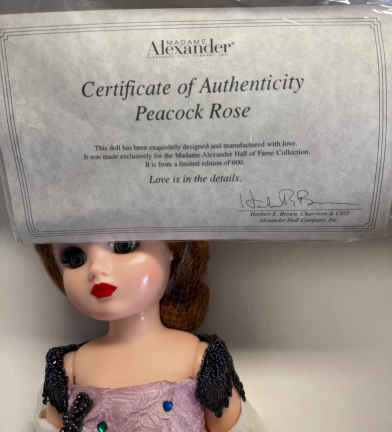 MADAME
Alexander®
Certificate of Authenticity
Peacock Rose
This doll has been exquisitely designed and manufactured with love.
It was made exclusively for the Madame Alexander Hall of Fame Collection.
It is from a limited edition of 600.
Love is in the details.
Herbert E. Brown, Chairman & CEO
Alexander Doll Company, Inc.